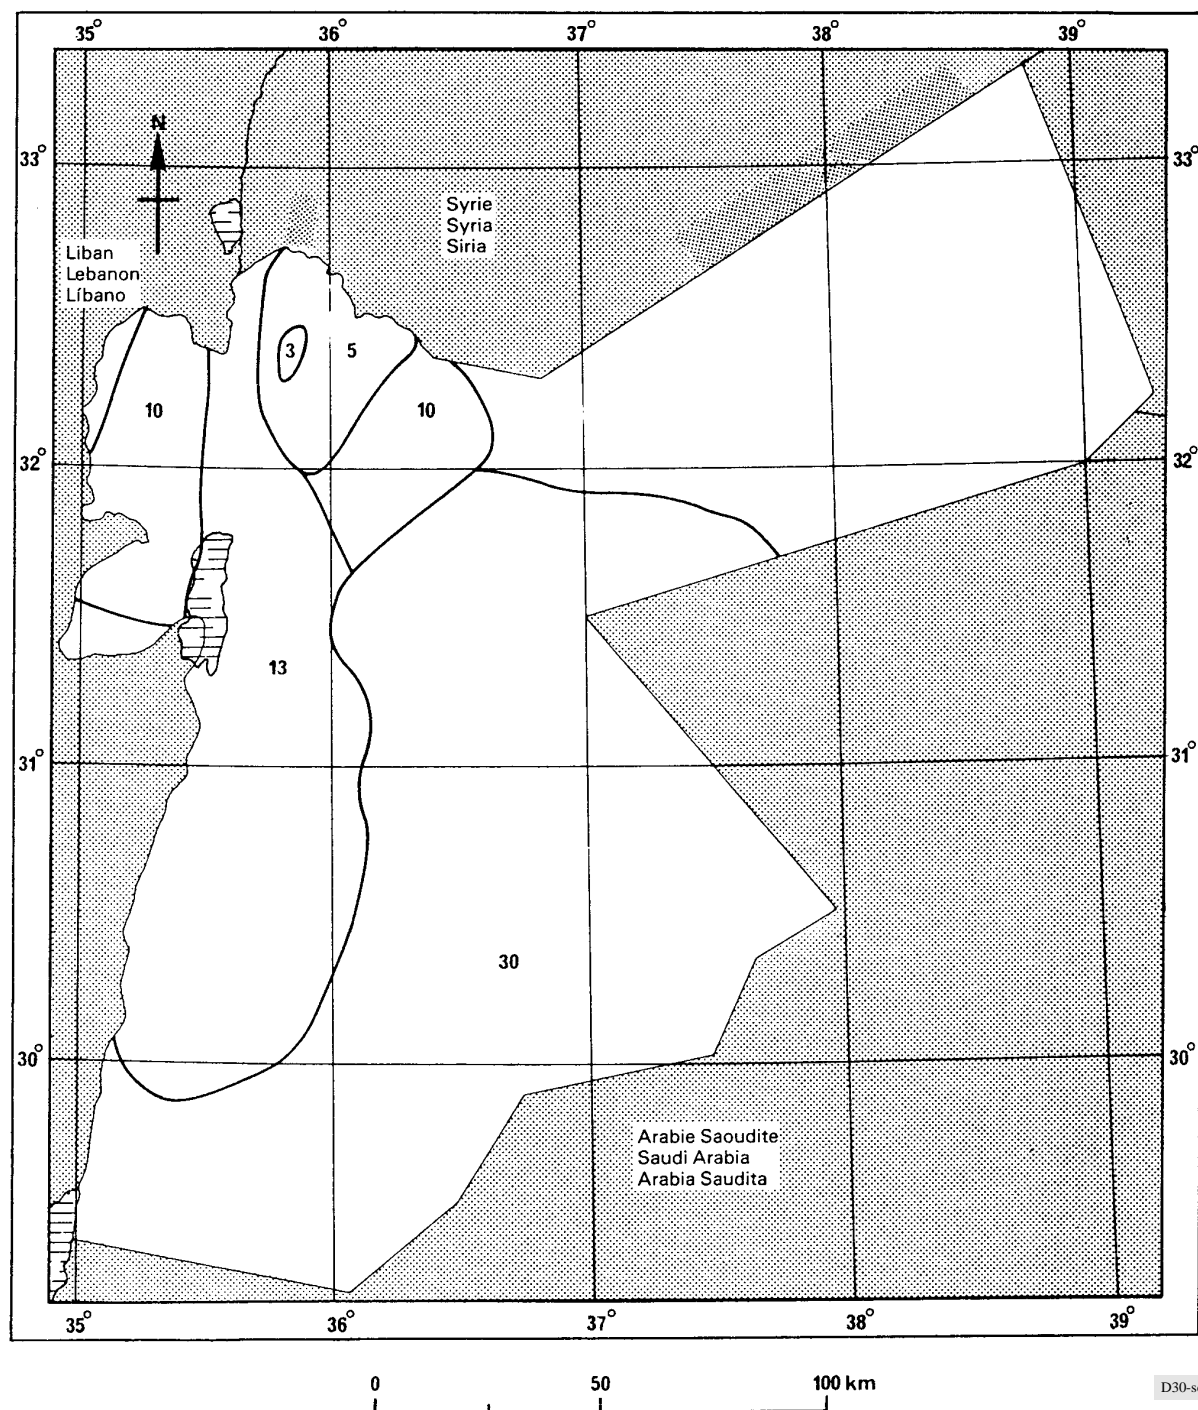 35° 36° 37° 38° 39°
N
33° 33°
Syrie
Syria
Siria
Liban
Lebanon
Líbano
3 5
10 10
32° 32°
13
31° 31°
30
30° 30°
Arabie Saoudite
Saudi Arabia
Arabia Saudita
35° 36° 37° 38° 39°
0 50 100 km